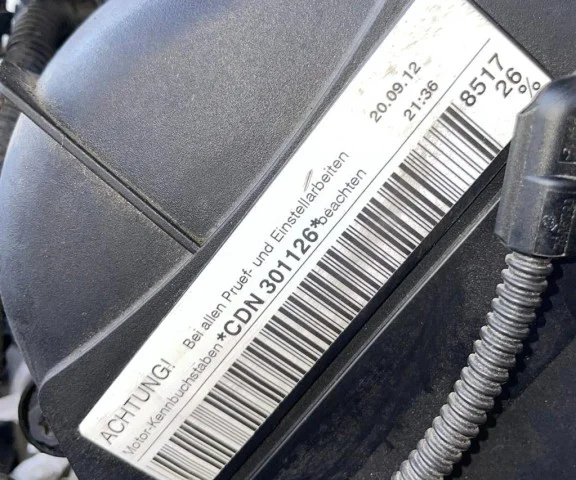 ACHTUNG! Bei allen Pruef- und Einstellarbeiten
Motor-Kennbuchstaben *CDN 301126* beachten
20.09.12
21:36
8517
26%